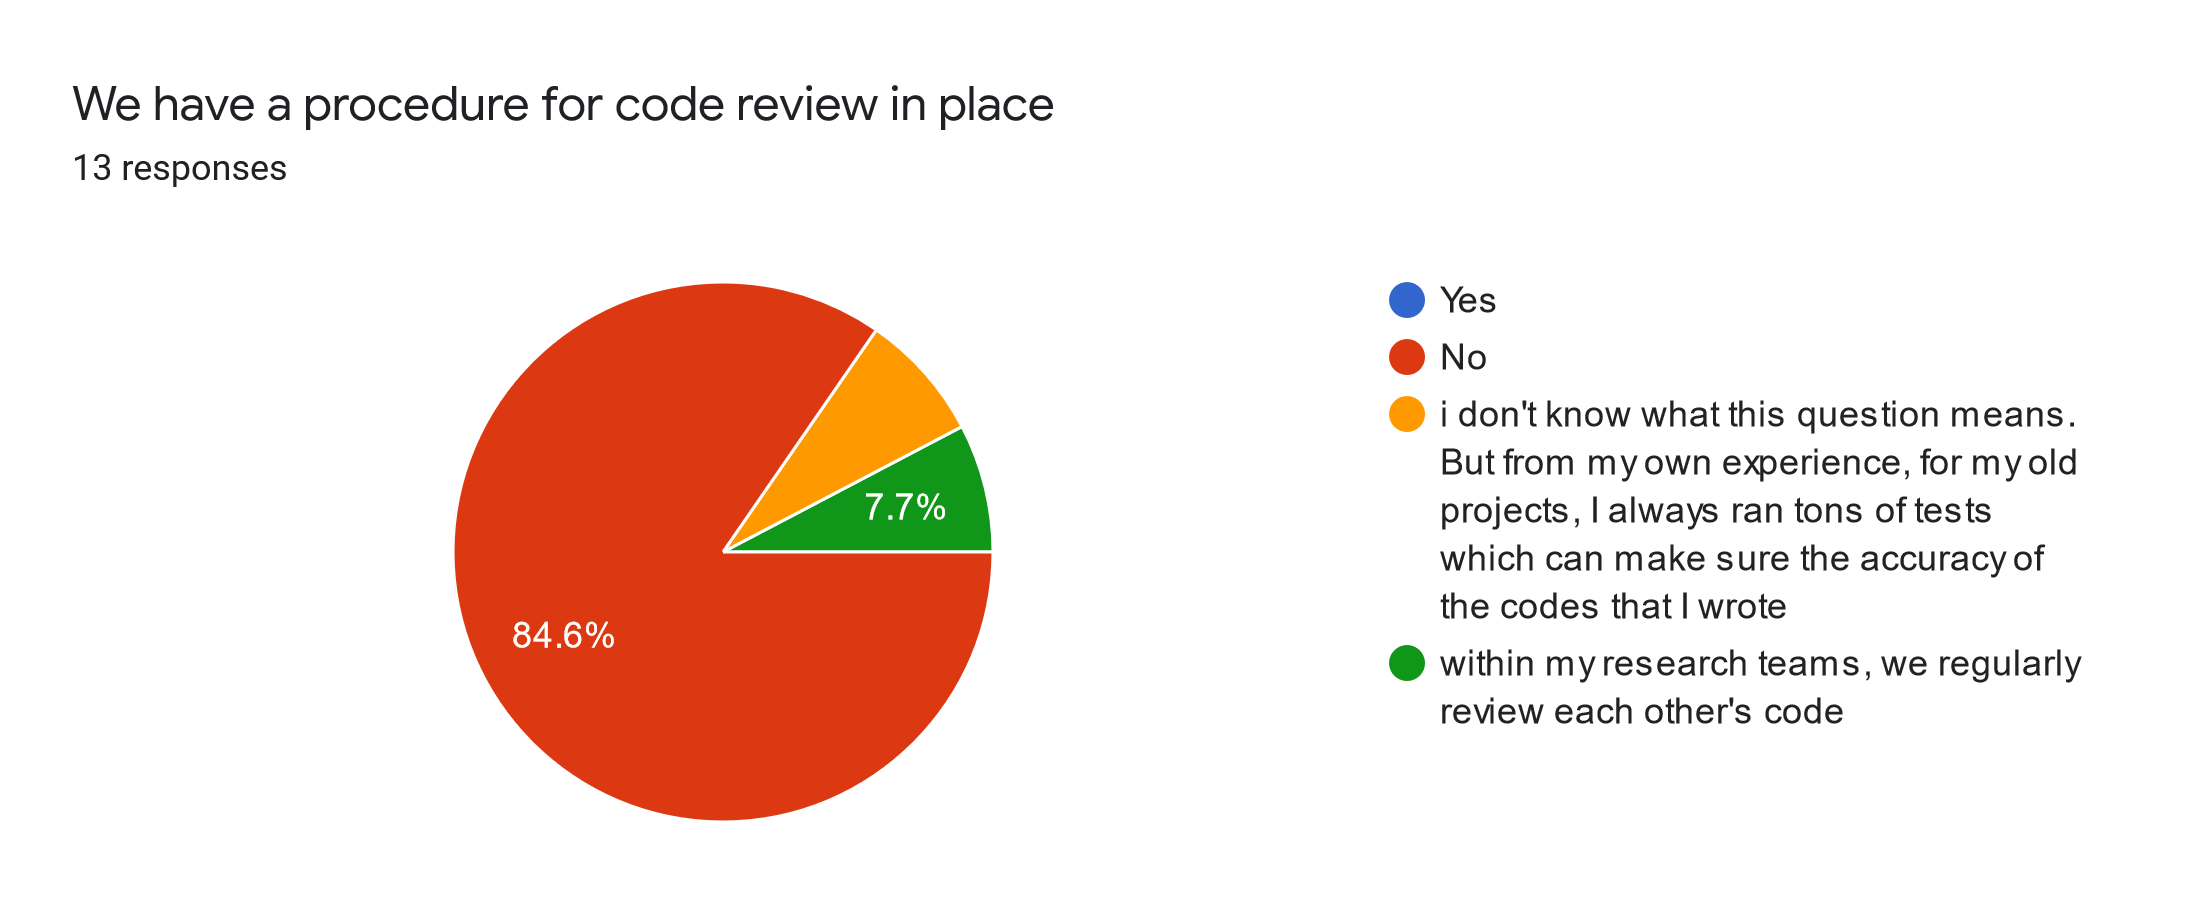 We have a procedure for code review in place
13 responses
7.7%
84.6%
Yes
No
i don't know what this question means.
But from my own experience, for my old
projects, I always ran tons of tests
which can make sure the accuracy of
the codes that I wrote
within my research teams, we regularly
review each other's code